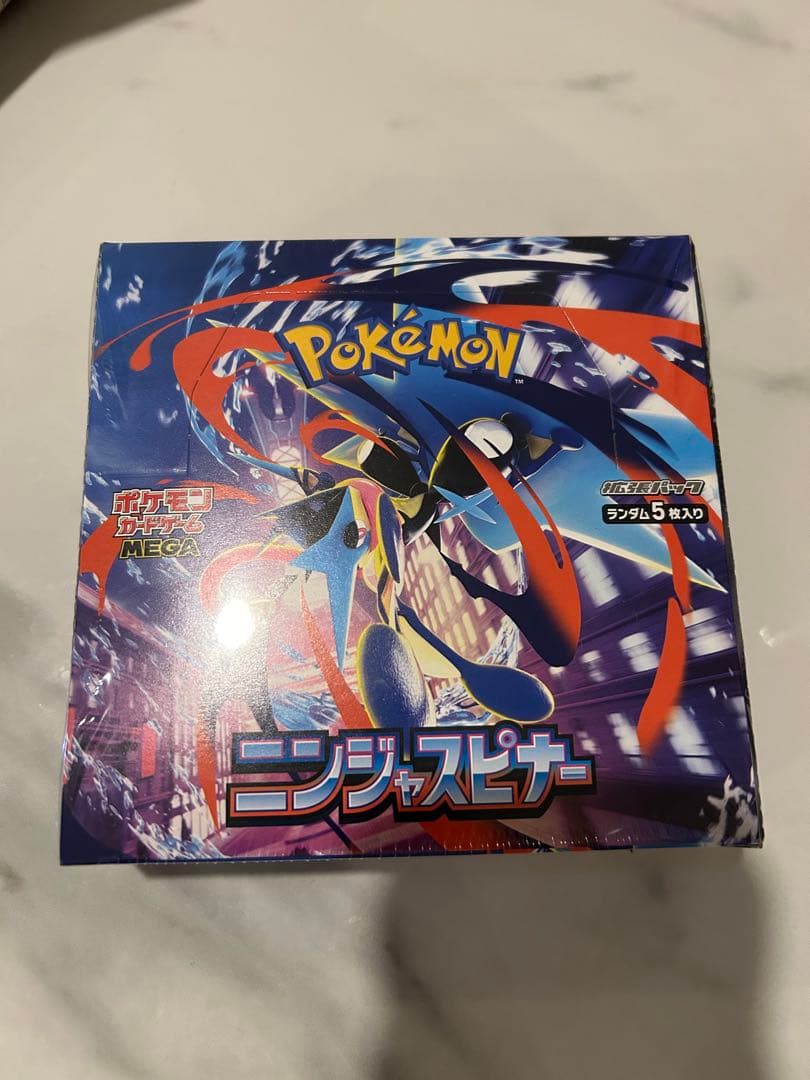 POKéMON
TM
ポケモン
カードゲーム
MEGA
拡張パック
ランダム5枚入り
ニンジャスピナー